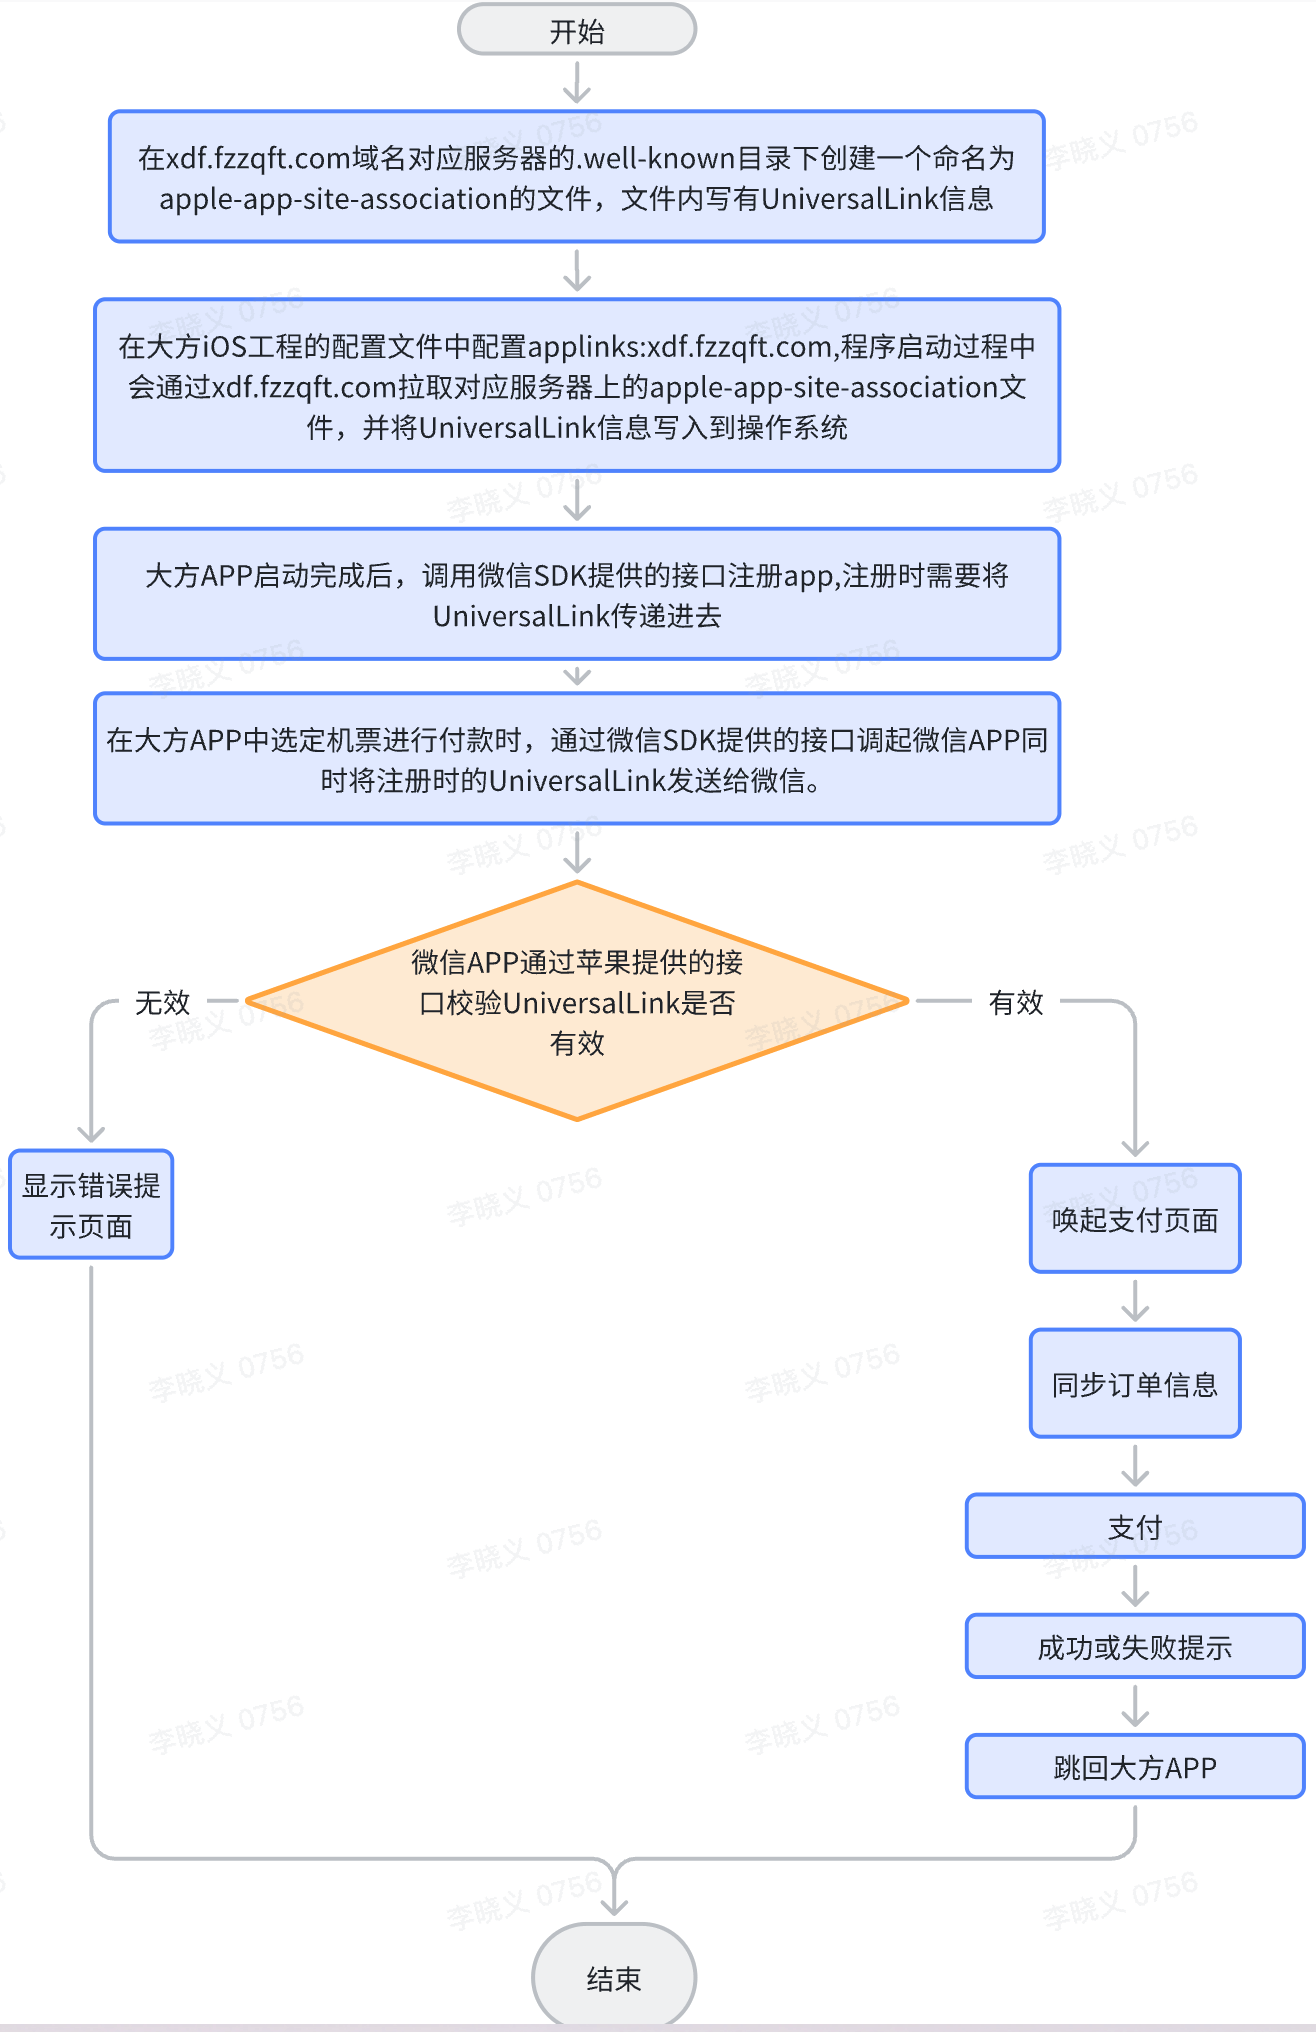 开始
在xdf.fzzqft.com域名对应服务器的.well-known目录下创建一个命名为
apple-app-site-association的文件，文件内写有UniversalLink信息
在大方iOS工程的配置文件中配置applinks:xdf.fzzqft.com,程序启动过程中
会通过xdf.fzzqft.com拉取对应服务器上的apple-app-site-association文
件，并将UniversalLink信息写入到操作系统
大方APP启动完成后，调用微信SDK提供的接口注册app,注册时需要将
UniversalLink传递进去
在大方APP中选定机票进行付款时，通过微信SDK提供的接口调起微信APP同
时将注册时的UniversalLink发送给微信。
微信APP通过苹果提供的接
口校验UniversalLink是否
有效
无效
有效
显示错误提
示页面
唤起支付页面
同步订单信息
支付
成功或失败提示
跳回大方APP
结束
李晓义 0756